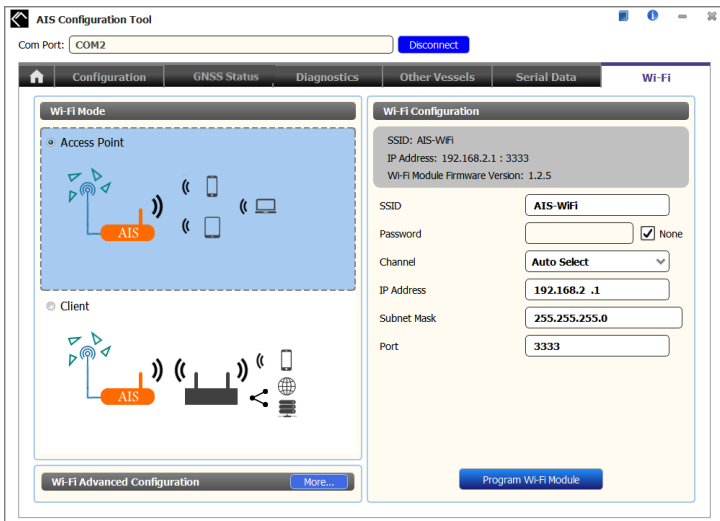 AIS Configuration Tool
Com Port: COM2 Disconnect
Configuration GNSS Status Diagnostics Other Vessels Serial Data Wi-Fi
Wi-Fi Mode
Access Point
AIS
Client
AIS
Wi-Fi Advanced Configuration More...
Wi-Fi Configuration
SSID: AIS-WiFi
IP Address: 192.168.2.1 : 3333
Wi-Fi Module Firmware Version: 1.2.5
SSID AIS-WiFi
Password None
Channel Auto Select
IP Address 192.168.2 .1
Subnet Mask 255.255.255.0
Port 3333
Program Wi-Fi Module